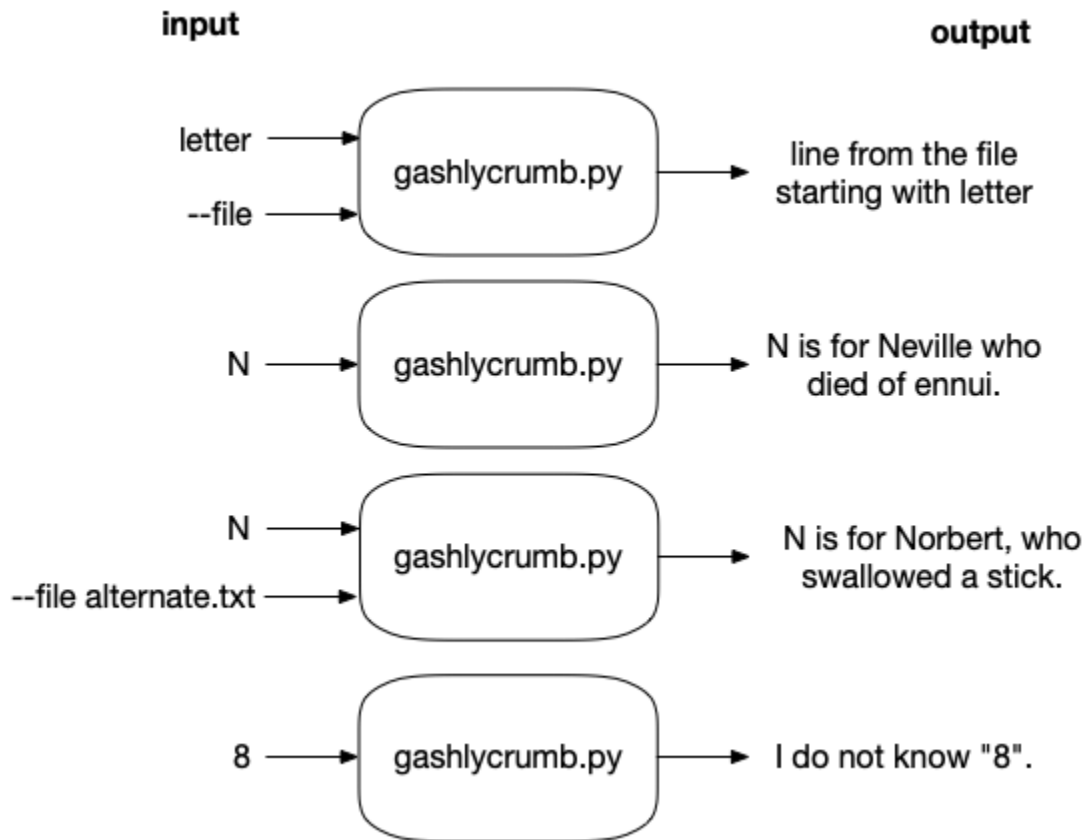 input
output
letter
--file
gashlycrumb.py
line from the file
starting with letter
N
gashlycrumb.py
N is for Neville who
died of ennui.
N
--file alternate.txt
gashlycrumb.py
N is for Norbert, who
swallowed a stick.
8
gashlycrumb.py
I do not know "8".